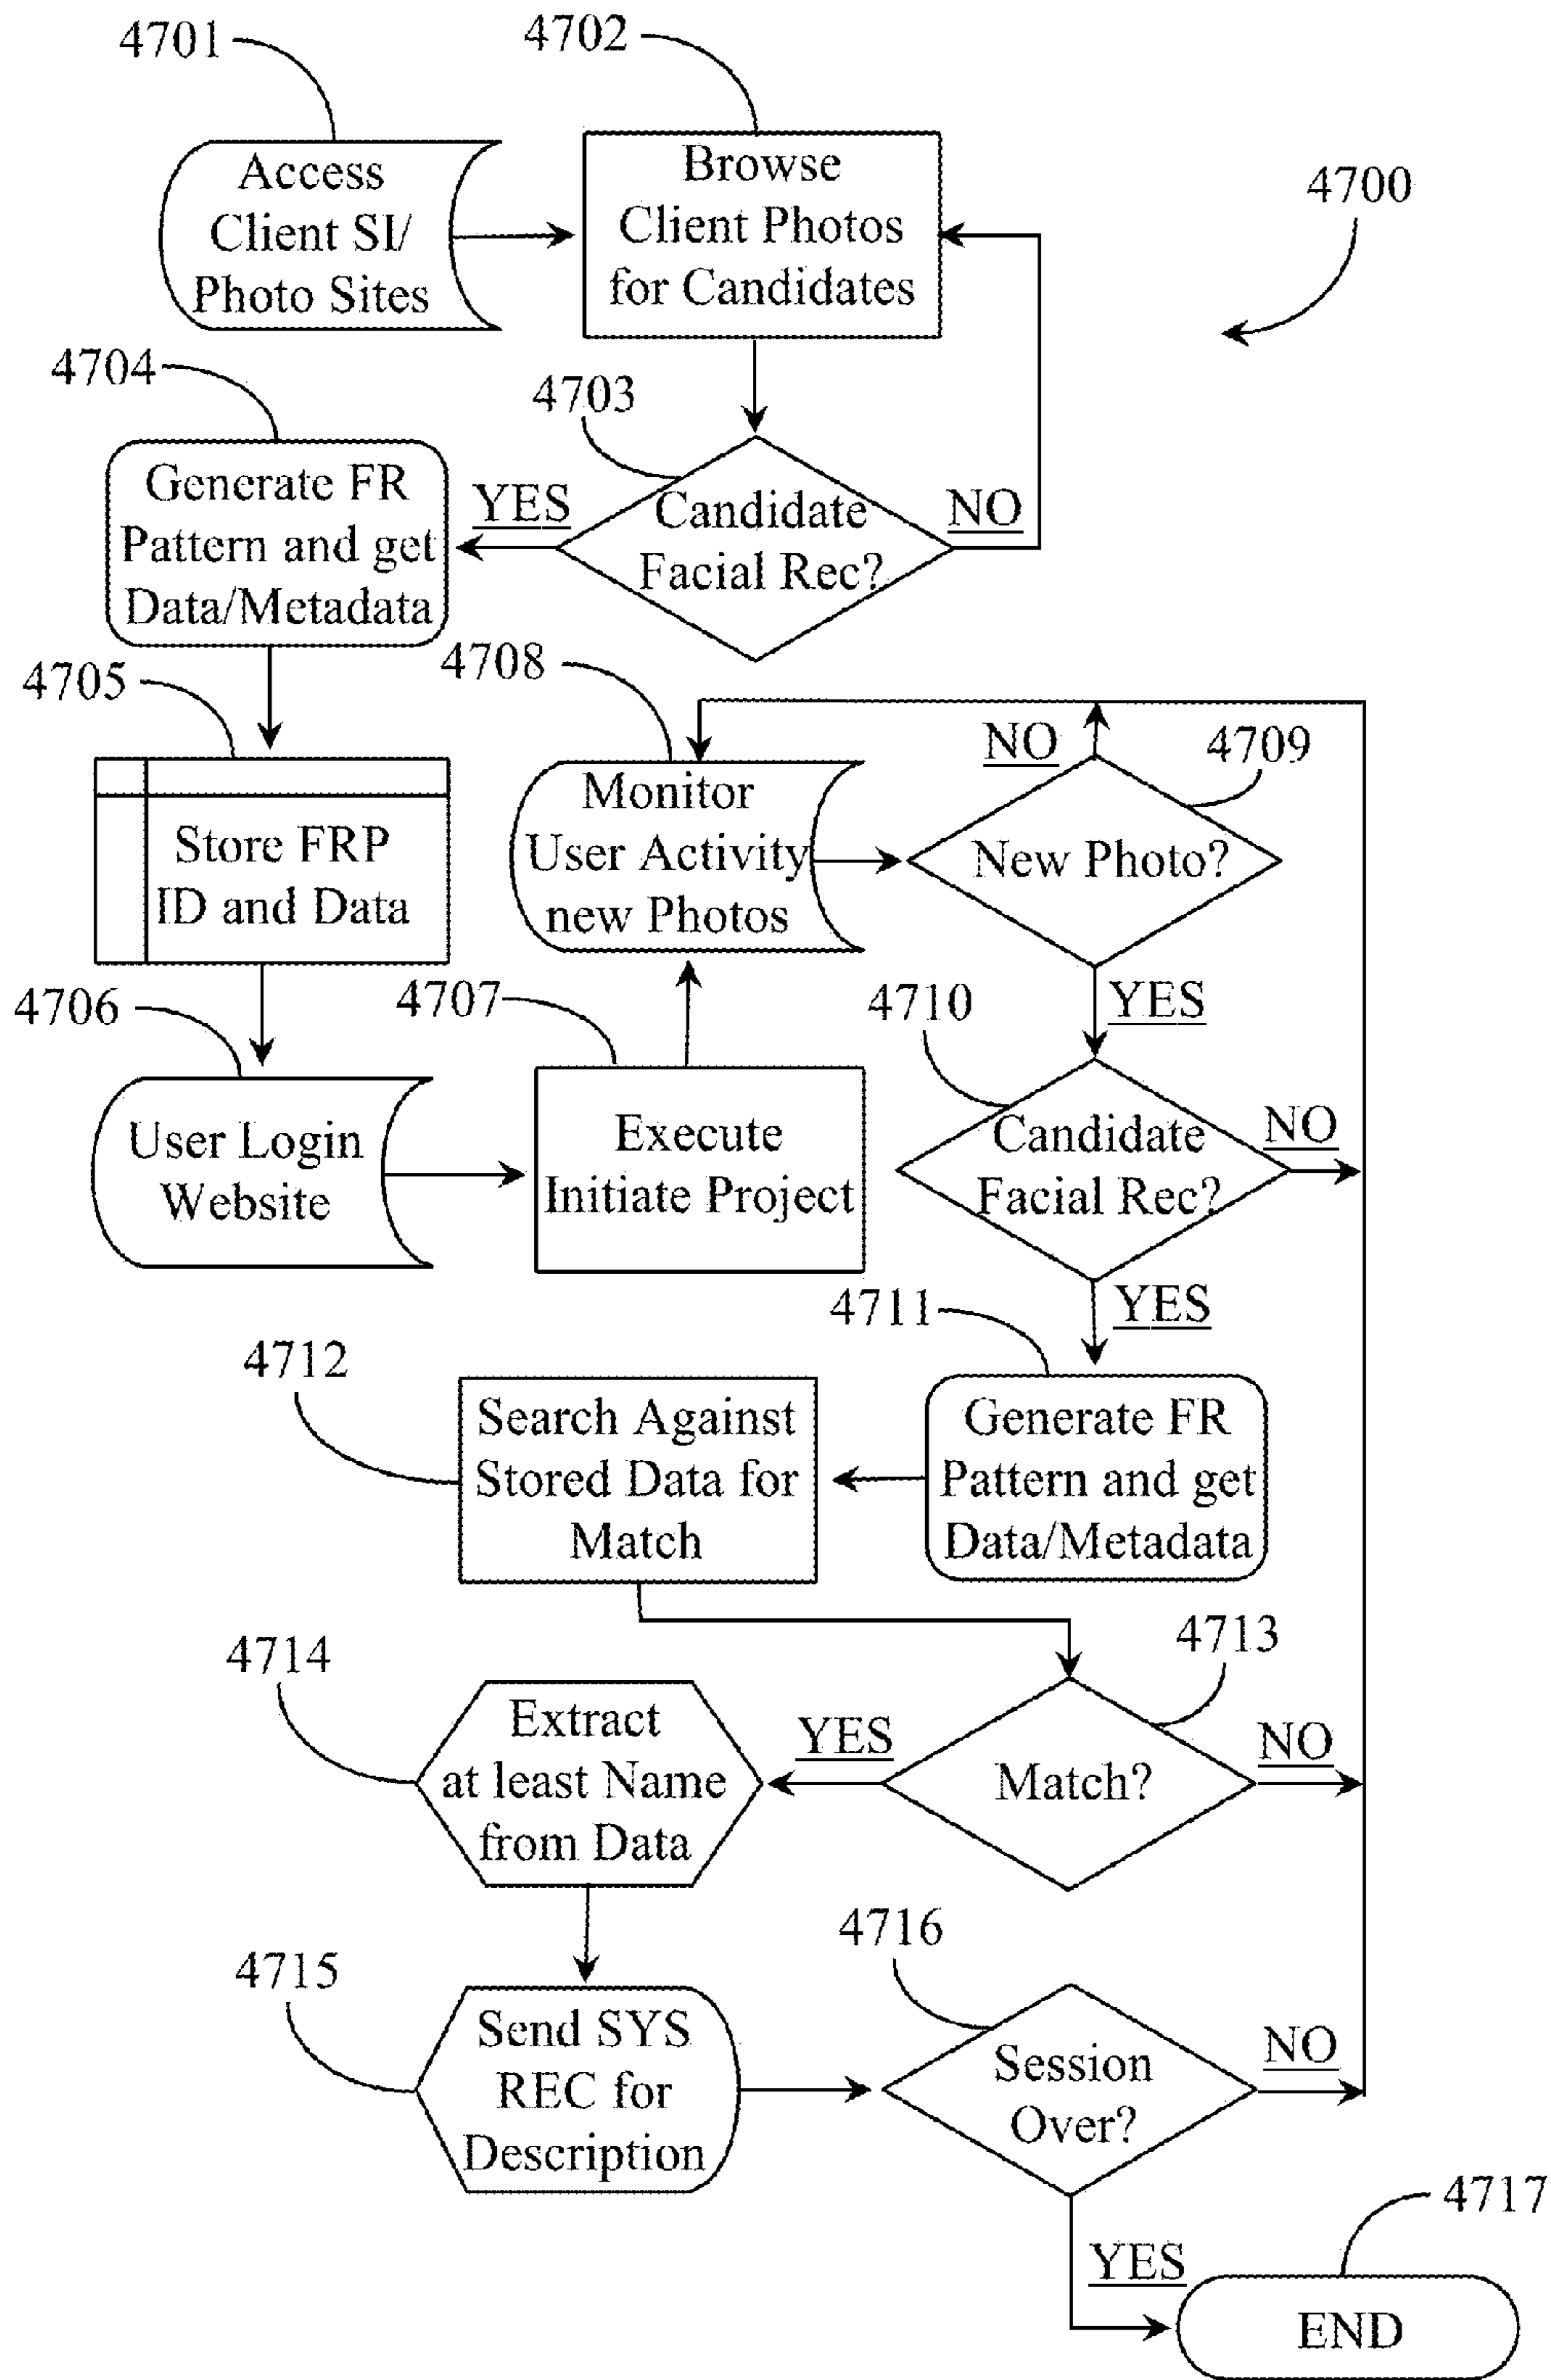 4701
4702
Access
Client SI/
Photo Sites
Browse
Client Photos
for Candidates
4700
4704
4703
Generate FR
Pattern and get
Data/Metadata
YES
Candidate
Facial Rec?
NO
4705
4708
Store FRP
ID and Data
Monitor
User Activity
new Photos
NO
4709
New Photo?
YES
4706
4707
4710
User Login
Website
Execute
Initiate Project
Candidate
Facial Rec?
NO
YES
4711
4712
Search Against
Stored Data for
Match
Generate FR
Pattern and get
Data/Metadata
4713
4714
Extract
at least Name
from Data
YES
Match?
NO
4715
4716
Send SYS
REC for
Description
Session
Over?
NO
YES
4717
END